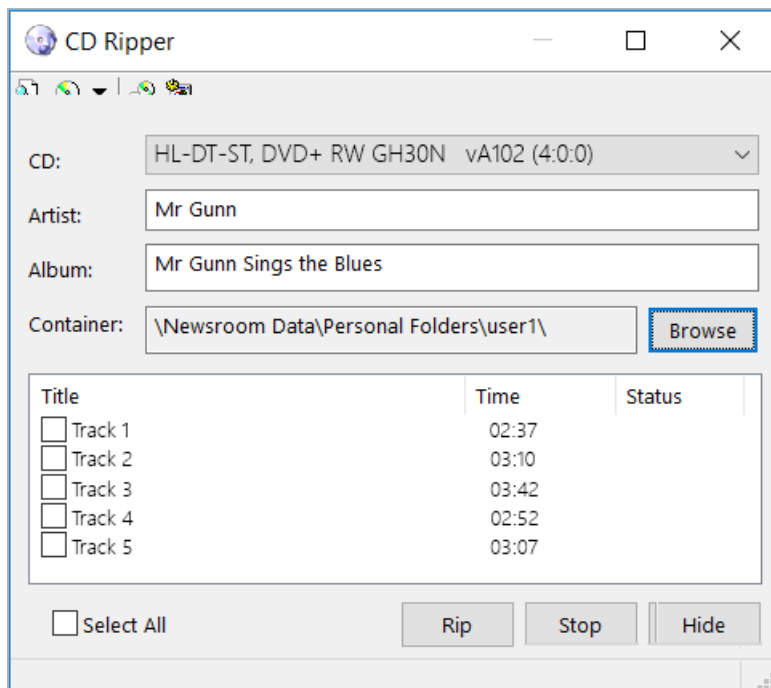 CD Ripper
CD: HL-DT-ST, DVD+ RW GH30N vA102 (4:0:0)
Artist: Mr Gunn
Album: Mr Gunn Sings the Blues
Container: \Newsroom Data\Personal Folders\user1\ Browse
Title Time Status
Track 1 02:37
Track 2 03:10
Track 3 03:42
Track 4 02:52
Track 5 03:07
Select All Rip Stop Hide